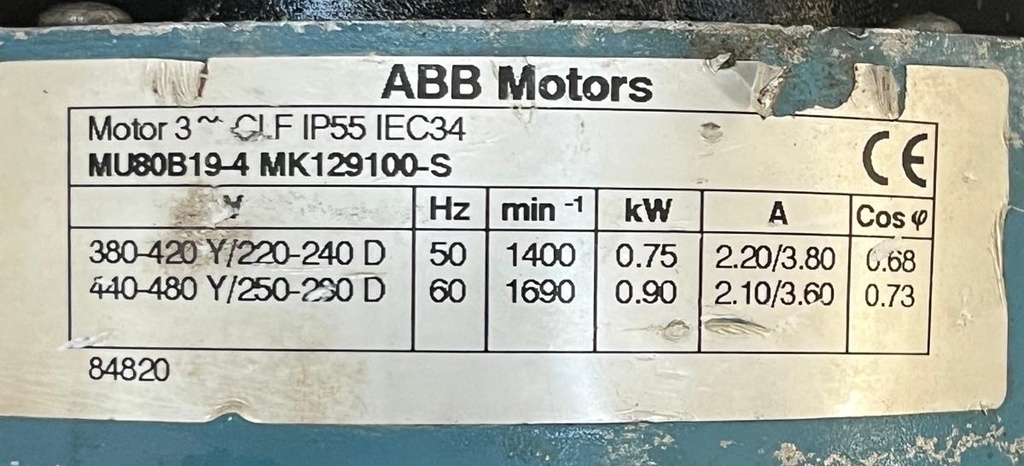 ABB Motors
Motor 3~ CLF IP55 IEC34
MU80B19-4 MK129100-S
CE
V Hz min -1 kW A Cos φ
380-420 Y/220-240 D 50 1400 0.75 2.20/3.80 0.68
440-480 Y/250-280 D 60 1690 0.90 2.10/3.60 0.73
84820